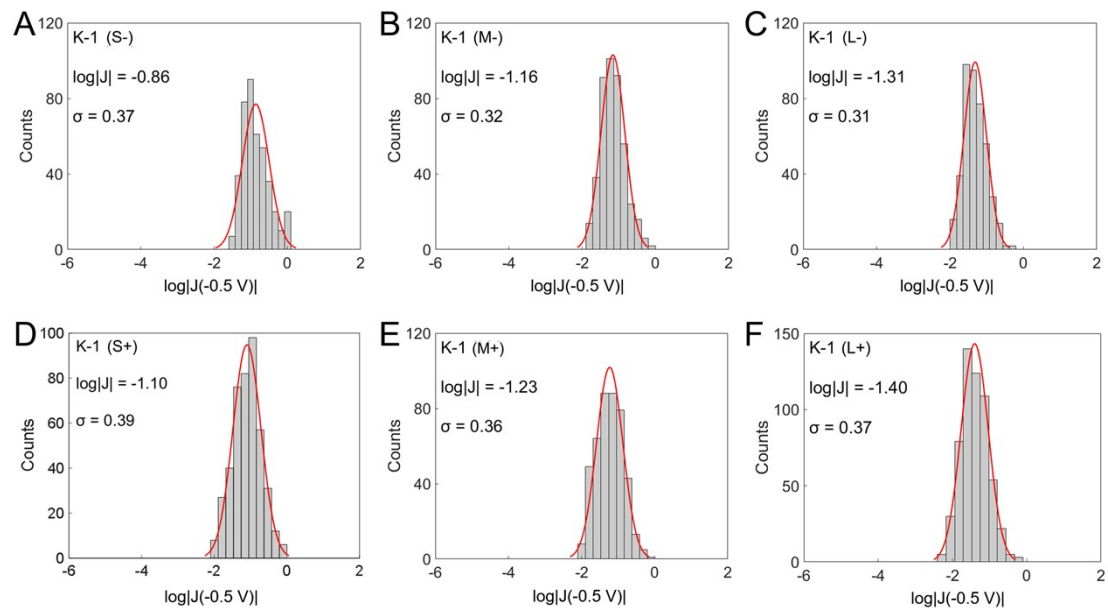 A
K-1 (S-)
log|J| = -0.86
σ = 0.37
120
80
40
0
Counts
-6
-4
-2
0
2
log|J(-0.5 V)|
B
K-1 (M-)
log|J| = -1.16
σ = 0.32
120
80
40
0
Counts
-6
-4
-2
0
2
log|J(-0.5 V)|
C
K-1 (L-)
log|J| = -1.31
σ = 0.31
120
80
40
0
Counts
-6
-4
-2
0
2
log|J(-0.5 V)|
D
K-1 (S+)
log|J| = -1.10
σ = 0.39
100
80
60
40
20
0
Counts
-6
-4
-2
0
2
log|J(-0.5 V)|
E
K-1 (M+)
log|J| = -1.23
σ = 0.36
120
80
40
0
Counts
-6
-4
-2
0
2
log|J(-0.5 V)|
F
K-1 (L+)
log|J| = -1.40
σ = 0.37
150
100
50
0
Counts
-6
-4
-2
0
2
log|J(-0.5 V)|